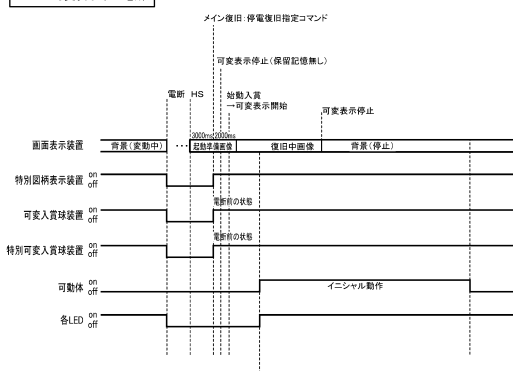 メイン復旧：停電復旧指定コマンド
可変表示停止（保留記憶無し）
電断 HS
始動入賞
→可変表示開始
可変表示停止
3000ms 2000ms
画面表示装置 背景（変動中） ･･･ 起動準備画像 復旧中画像 背景（停止）
特別図柄表示装置 on
off
電断前の状態
可変入賞球装置 on
off
電断前の状態
特別可変入賞球装置 on
off
可動体 on
off
イニシャル動作
各LED on
off